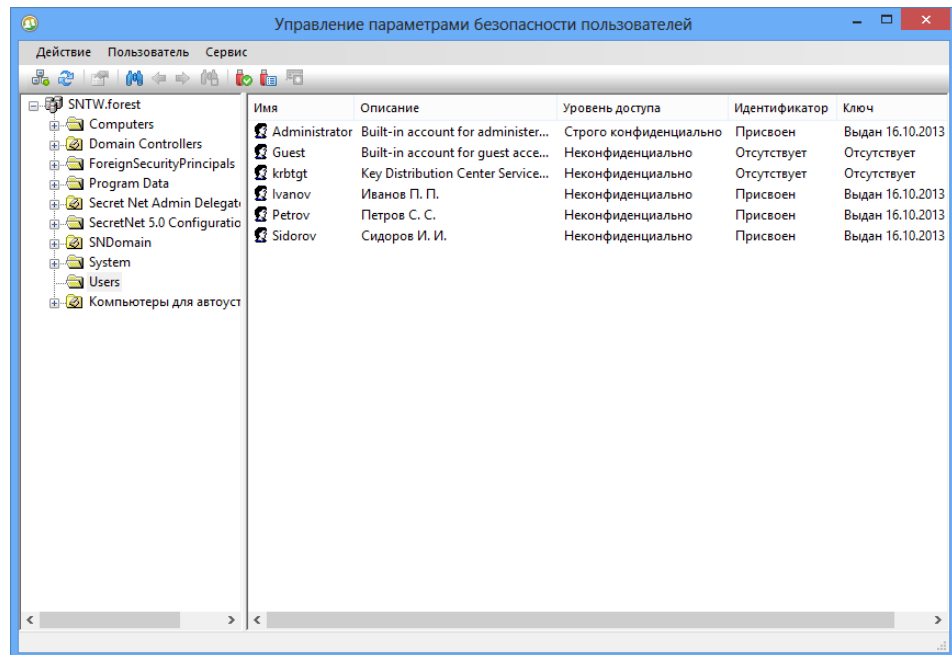 Управление параметрами безопасности пользователей
Действие Пользователь Сервис
SNTW.forest
Computers
Domain Controllers
ForeignSecurityPrincipals
Program Data
Secret Net Admin Delegat
SecretNet 5.0 Configuratio
SNDomain
System
Users
Компьютеры для автоуст
Имя Описание Уровень доступа Идентификатор Ключ
Administrator Built-in account for administer... Строго конфиденциально Присвоен Выдан 16.10.2013
Guest Built-in account for guest acce... Неконфиденциально Отсутствует Отсутствует
krbtgt Key Distribution Center Service... Неконфиденциально Отсутствует Отсутствует
Ivanov Иванов П. П. Неконфиденциально Присвоен Выдан 16.10.2013
Petrov Петров С. С. Неконфиденциально Присвоен Выдан 16.10.2013
Sidorov Сидоров И. И. Неконфиденциально Присвоен Выдан 16.10.2013